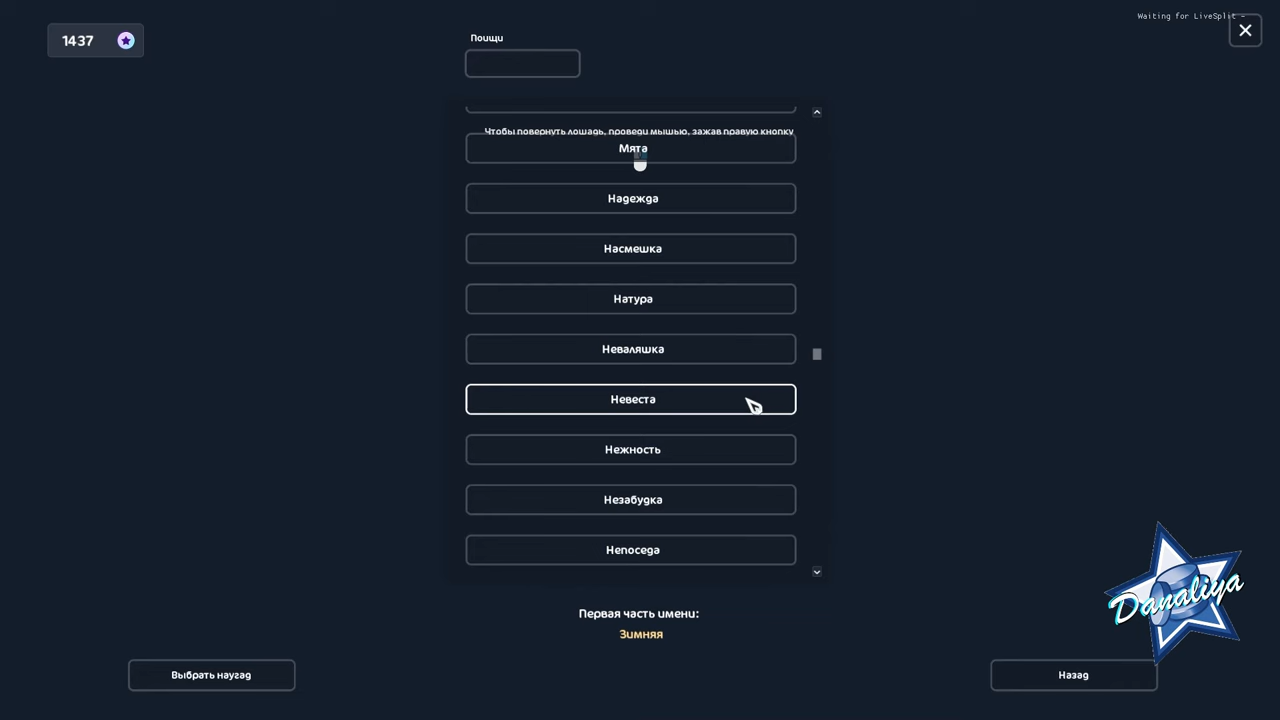 Waiting for LiveSplit -
1437
Поищи
Чтобы повернуть лошадь, проведи мышью, зажав правую кнопку
Мята
Надежда
Насмешка
Натура
Неваляшка
Невеста
Нежность
Незабудка
Непоседа
Danaliya
Первая часть имени:
Зимняя
Выбрать наугад
Назад